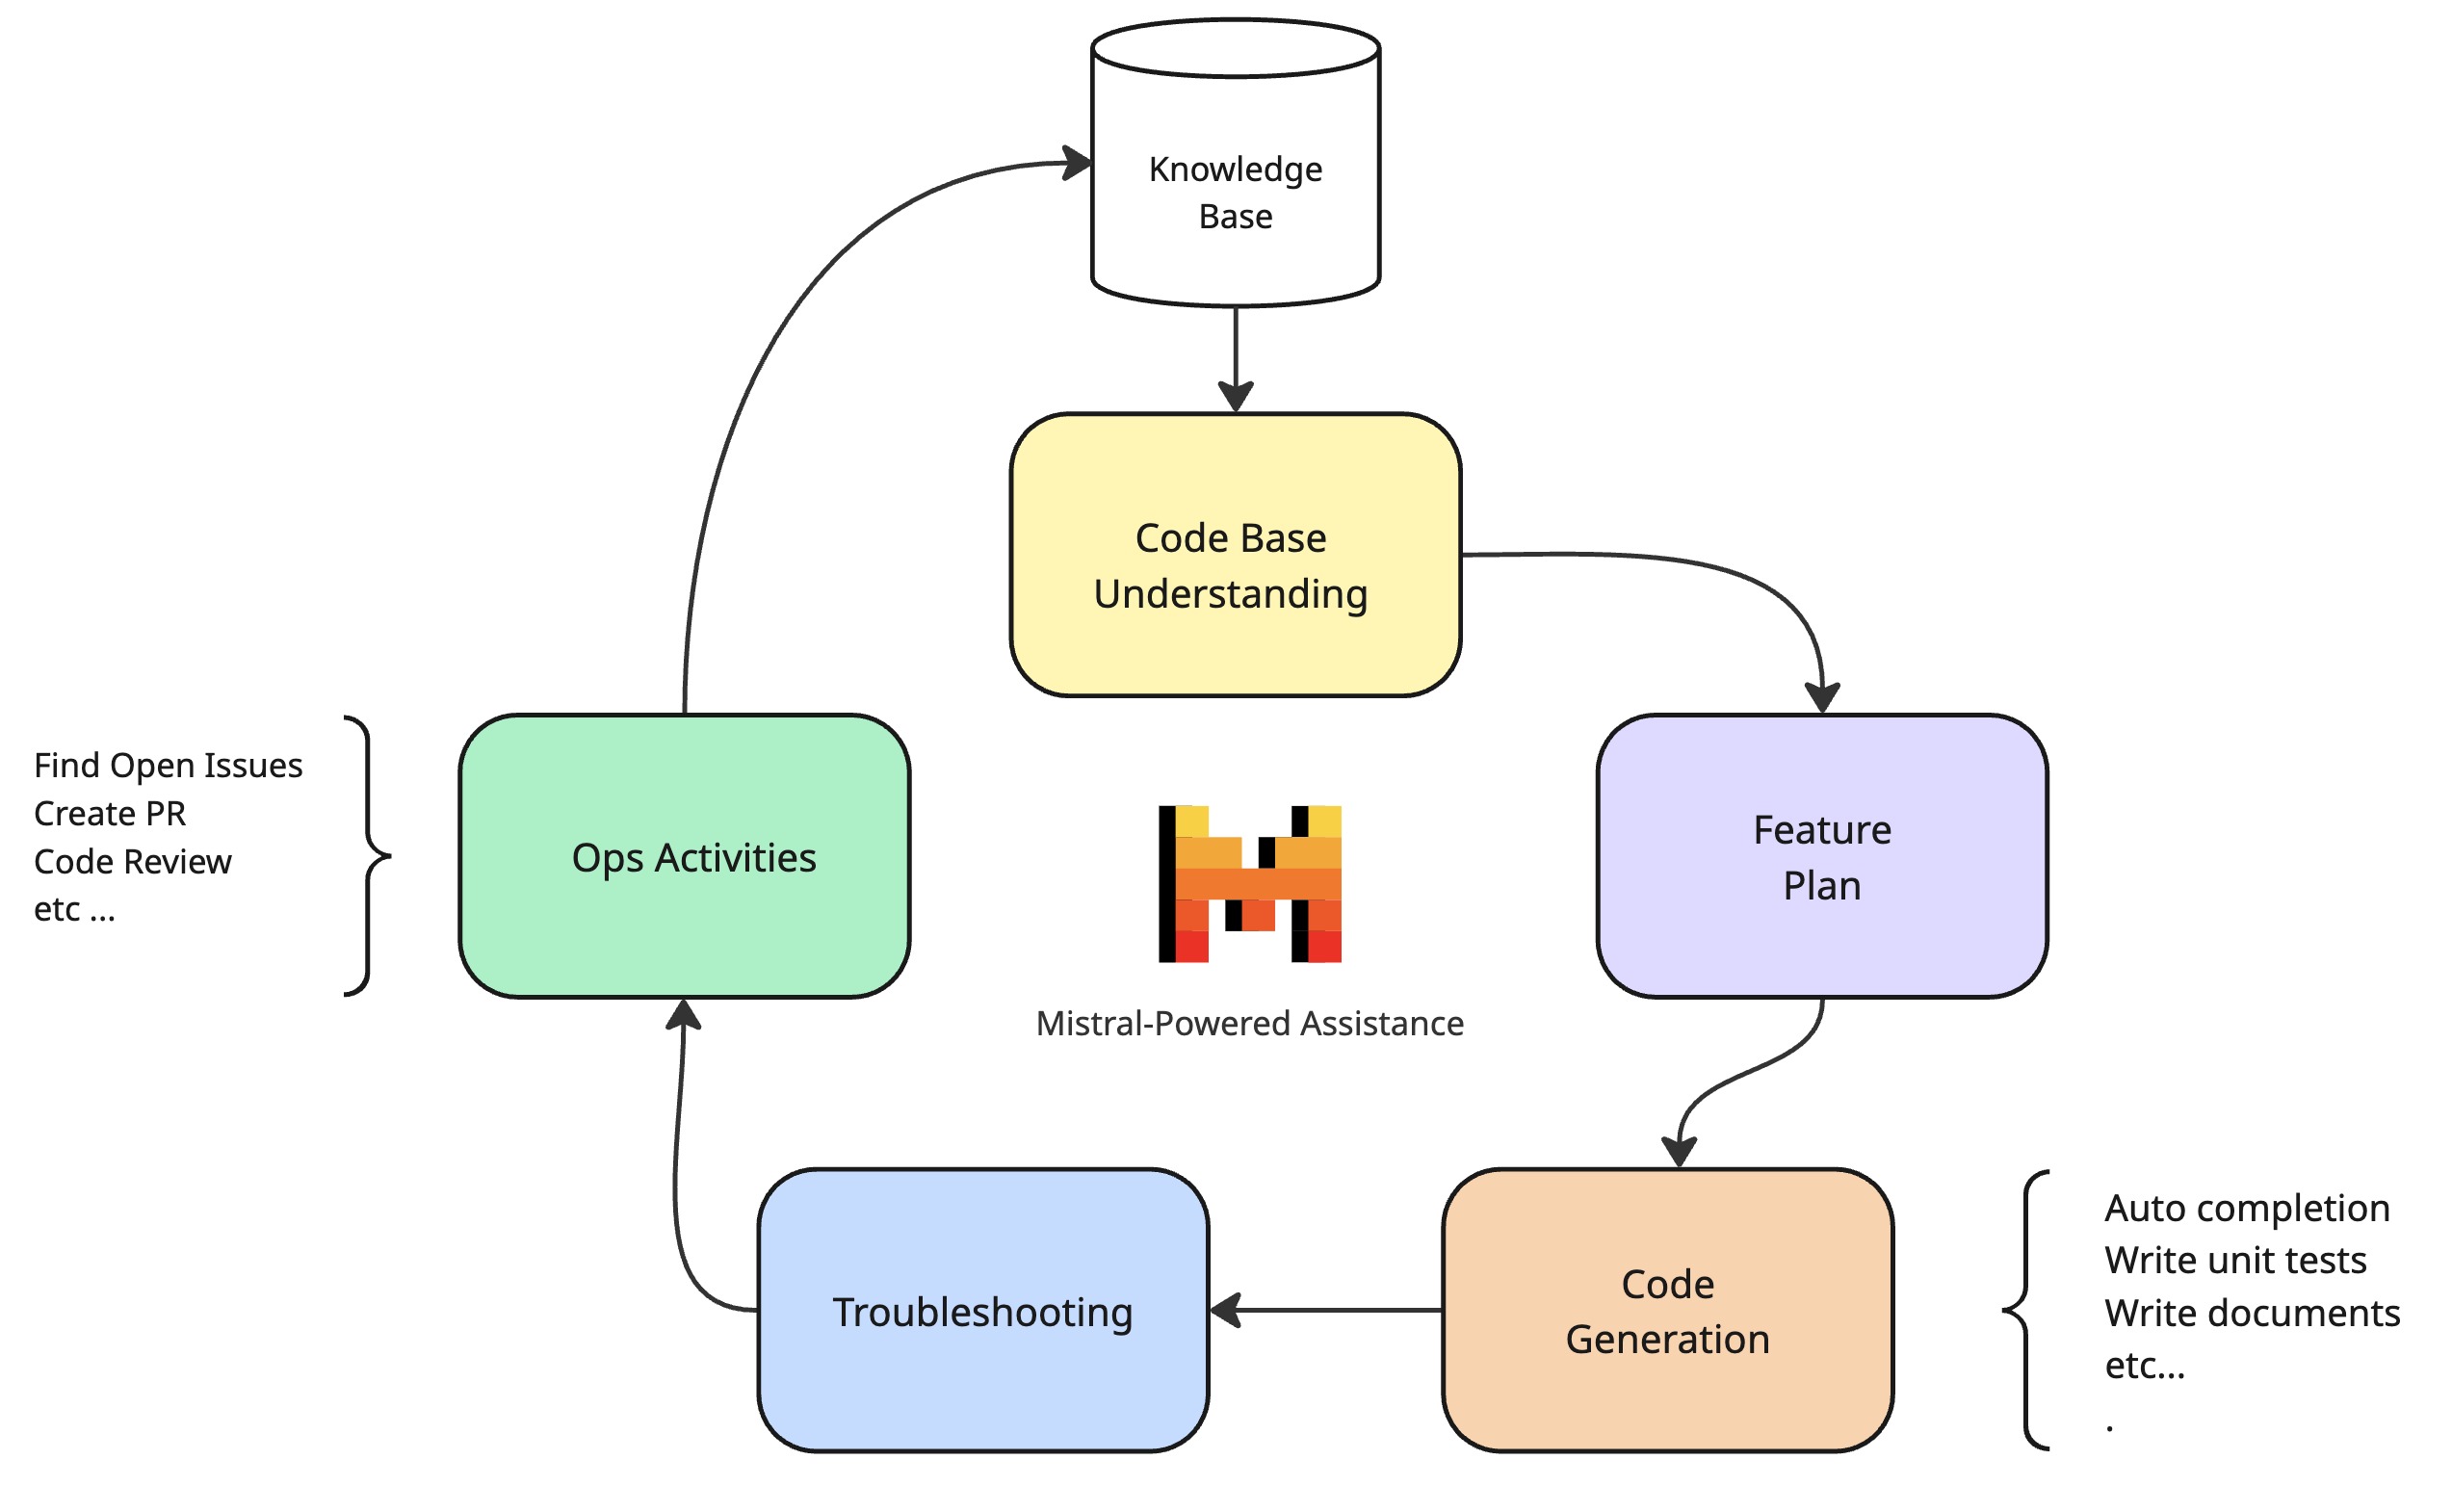 Knowledge
Base
Code Base
Understanding
Feature
Plan
Code
Generation
Auto completion
Write unit tests
Write documents
etc...
.
Troubleshooting
Ops Activities
Find Open Issues
Create PR
Code Review
etc ...
Mistral-Powered Assistance